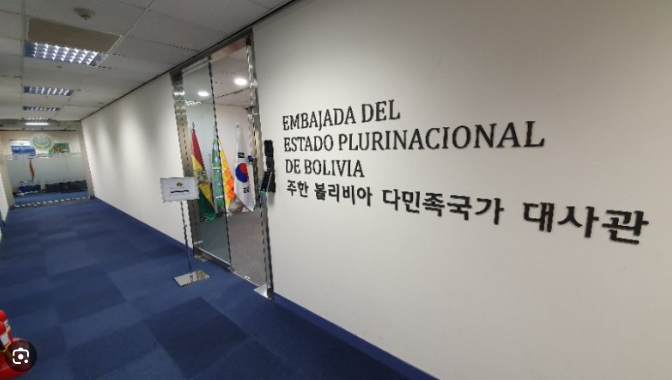 EMBAJADA DEL
ESTADO PLURINACIONAL
DE BOLIVIA
주한 볼리비아 다민족국가 대사관